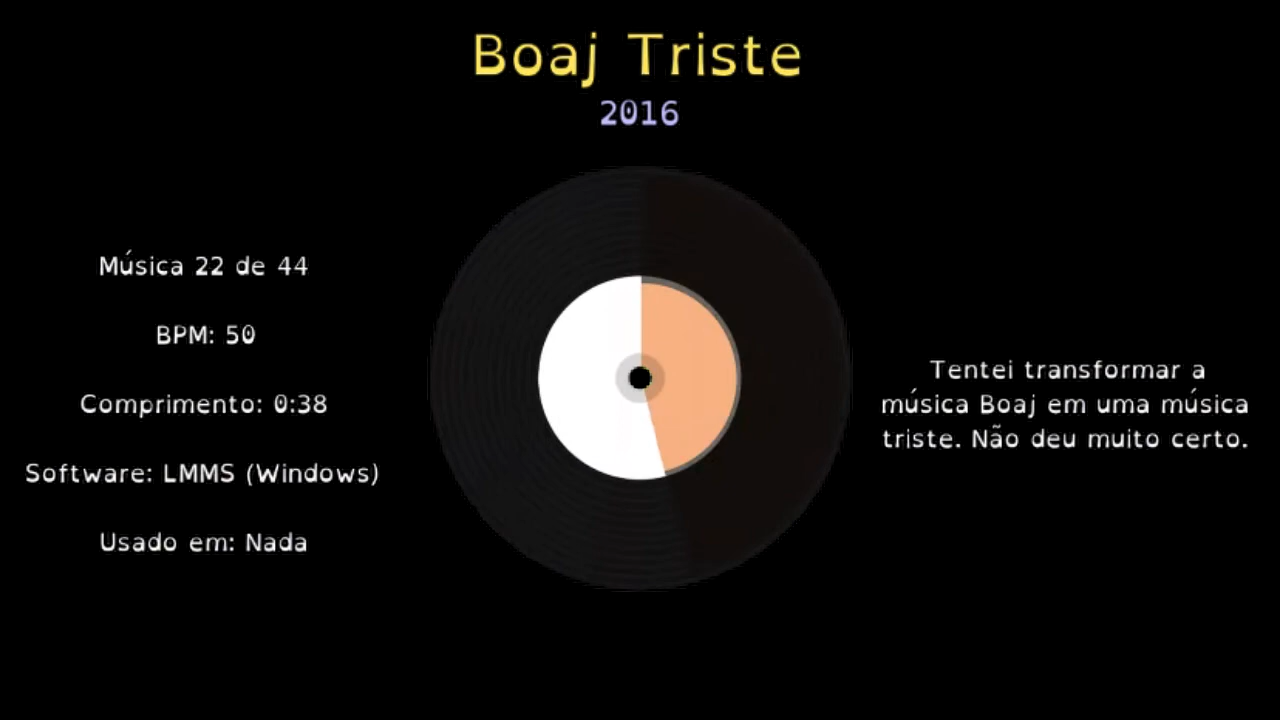 Boaj Triste
2016
Música 22 de 44
BPM: 50
Comprimento: 0:38
Software: LMMS (Windows)
Usado em: Nada
Tentei transformar a
música Boaj em uma música
triste. Não deu muito certo.